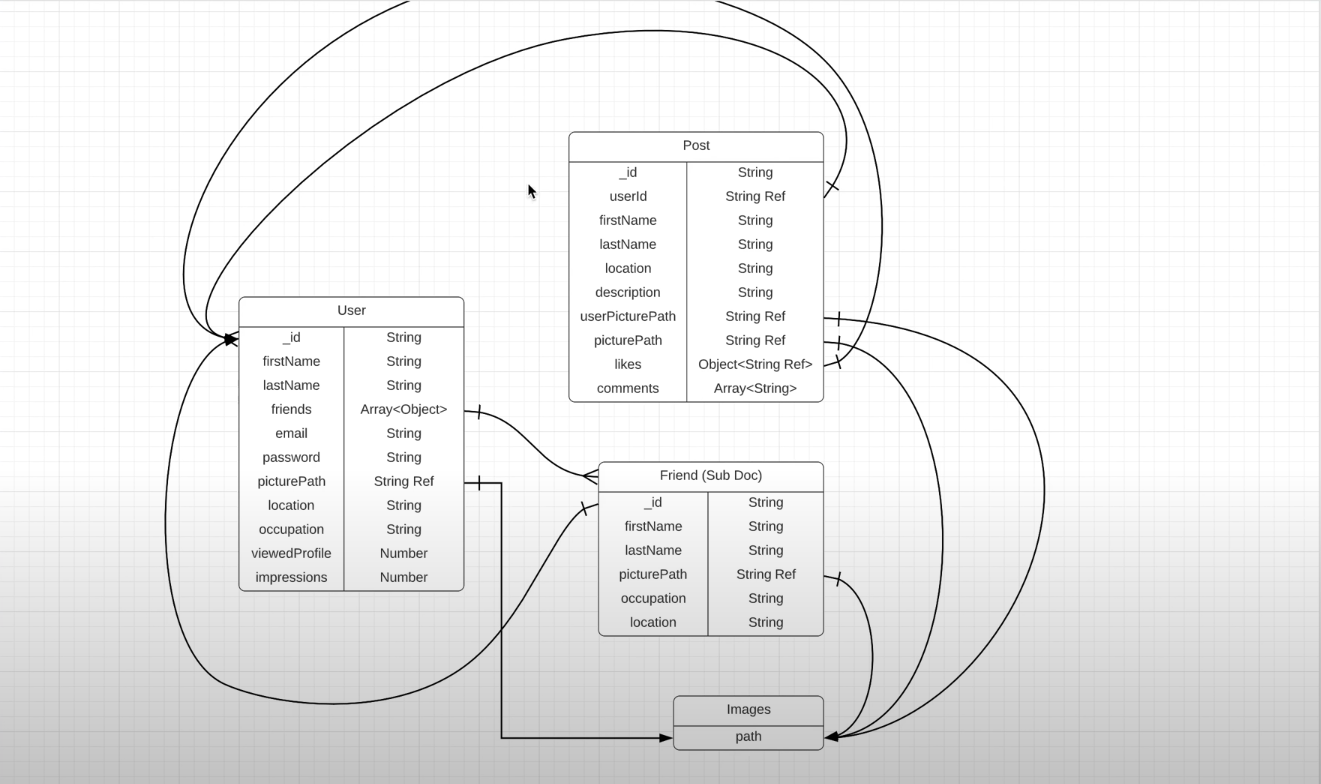 Post
_id String
userId String Ref
firstName String
lastName String
location String
description String
userPicturePath String Ref
picturePath String Ref
likes Object<String Ref>
comments Array<String>
User
_id String
firstName String
lastName String
friends Array<Object>
email String
password String
picturePath String Ref
location String
occupation String
viewedProfile Number
impressions Number
Friend (Sub Doc)
_id String
firstName String
lastName String
picturePath String Ref
occupation String
location String
Images
path